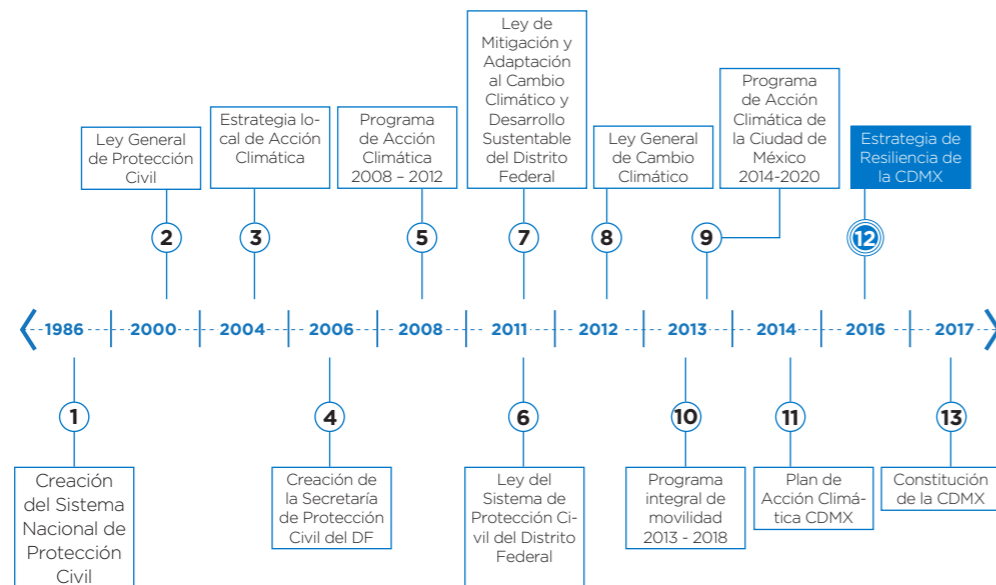 Ley General
de Protección
Civil
Estrategia lo-
cal de Acción
Climática
Programa
de Acción
Climática
2008 – 2012
Ley de
Mitigación y
Adaptación
al Cambio
Climático y
Desarrollo
Sustentable
del Distrito
Federal
Ley General
de Cambio
Climático
Programa
de Acción
Climática de
la Ciudad de
México
2014-2020
Estrategia de
Resiliencia de
la CDMX
2
3
5
7
8
9
12
1986
2000
2004
2006
2008
2011
2012
2013
2014
2016
2017
1
4
6
10
11
13
Creación
del Sistema
Nacional de
Protección
Civil
Creación de
la Secretaría
de Protección
Civil del DF
Ley del
Sistema de
Protección Ci-
vil del Distrito
Federal
Programa
integral de
movilidad
2013 - 2018
Plan de
Acción Climá-
tica CDMX
Constitución
de la CDMX